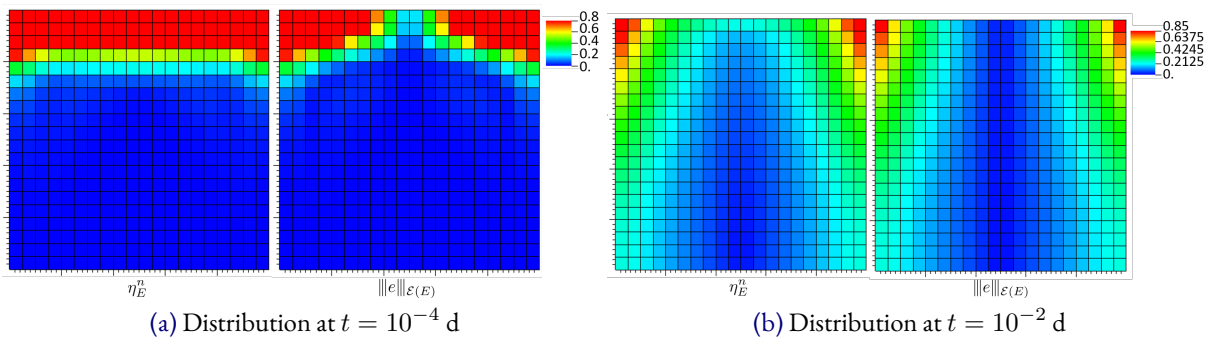 0.8
0.6
0.4
0.2
0.
0.85
0.6375
0.4245
0.2125
0.
η_E^n
|||e|||_{ℰ(E)}
η_E^n
|||e|||_{ℰ(E)}
(a) Distribution at t = 10^{−4} d
(b) Distribution at t = 10^{−2} d